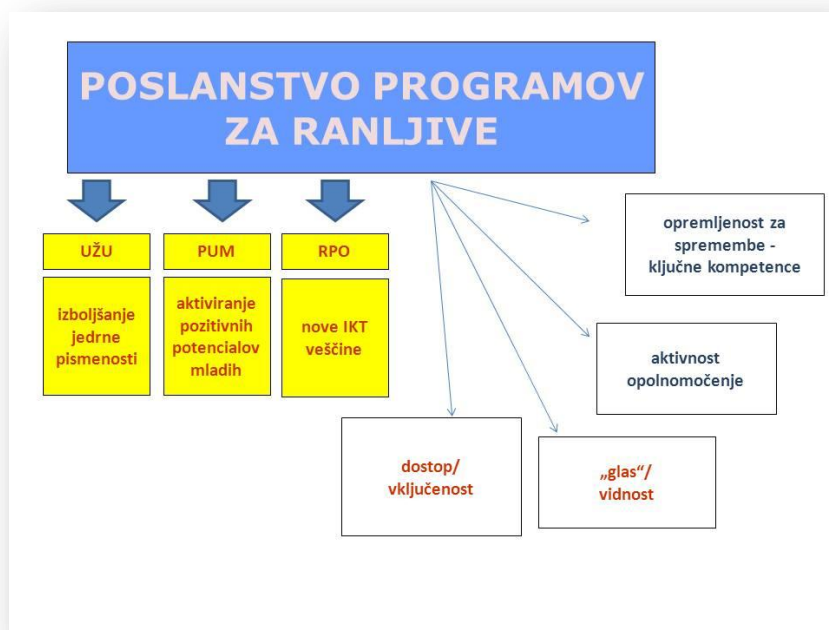 POSLANSTVO PROGRAMOV
ZA RANLJIVE
UŽU
PUM
RPO
izboljšanje
jedrne
pismenosti
aktiviranje
pozitivnih
potencialov
mladih
nove IKT
veščine
opremljenost za
spremembe -
ključne kompetence
aktivnost
opolnomočenje
dostop/
vključenost
„glas“/
vidnost